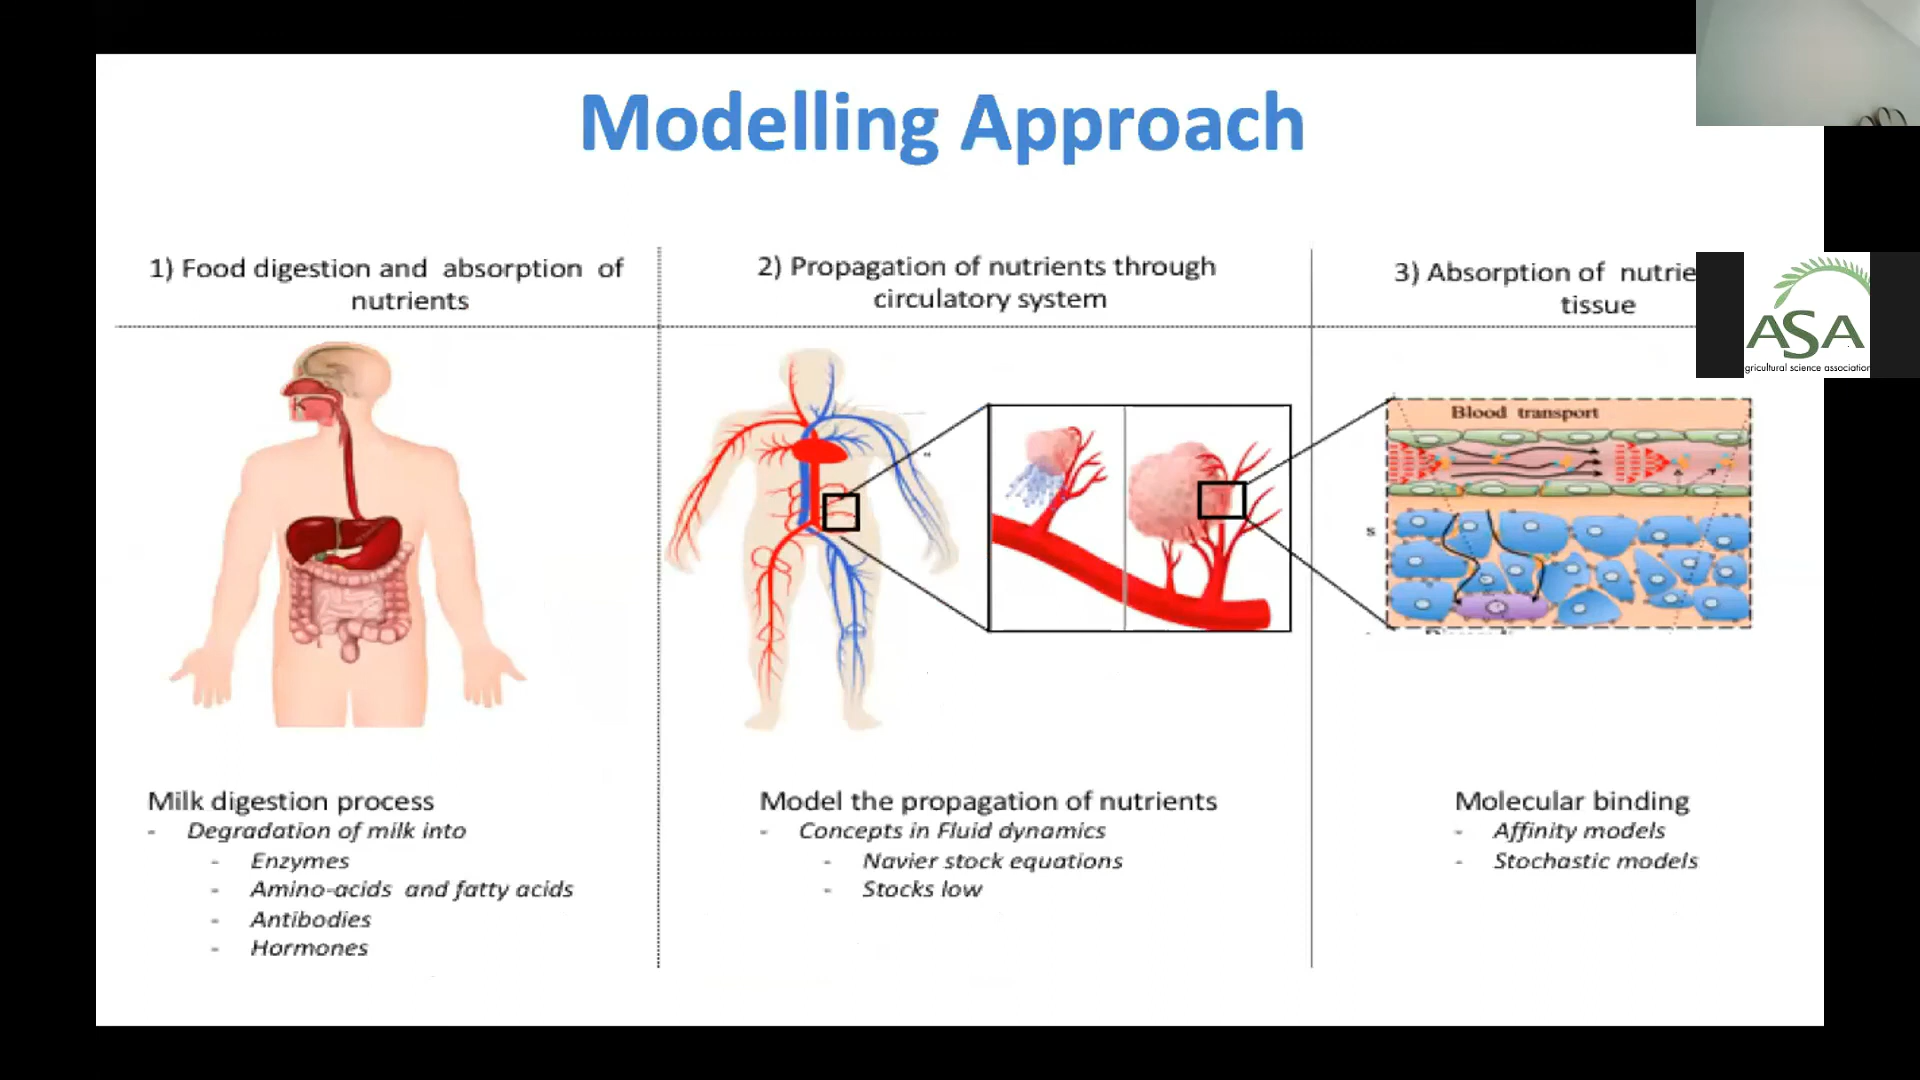 Modelling Approach
1) Food digestion and absorption of
nutrients
2) Propagation of nutrients through
circulatory system
3) Absorption of nutrie
tissue
ASA
gricultural science association
Blood transport
s
Milk digestion process
- Degradation of milk into
- Enzymes
- Amino-acids and fatty acids
- Antibodies
- Hormones
Model the propagation of nutrients
- Concepts in Fluid dynamics
- Navier stock equations
- Stocks low
Molecular binding
- Affinity models
- Stochastic models